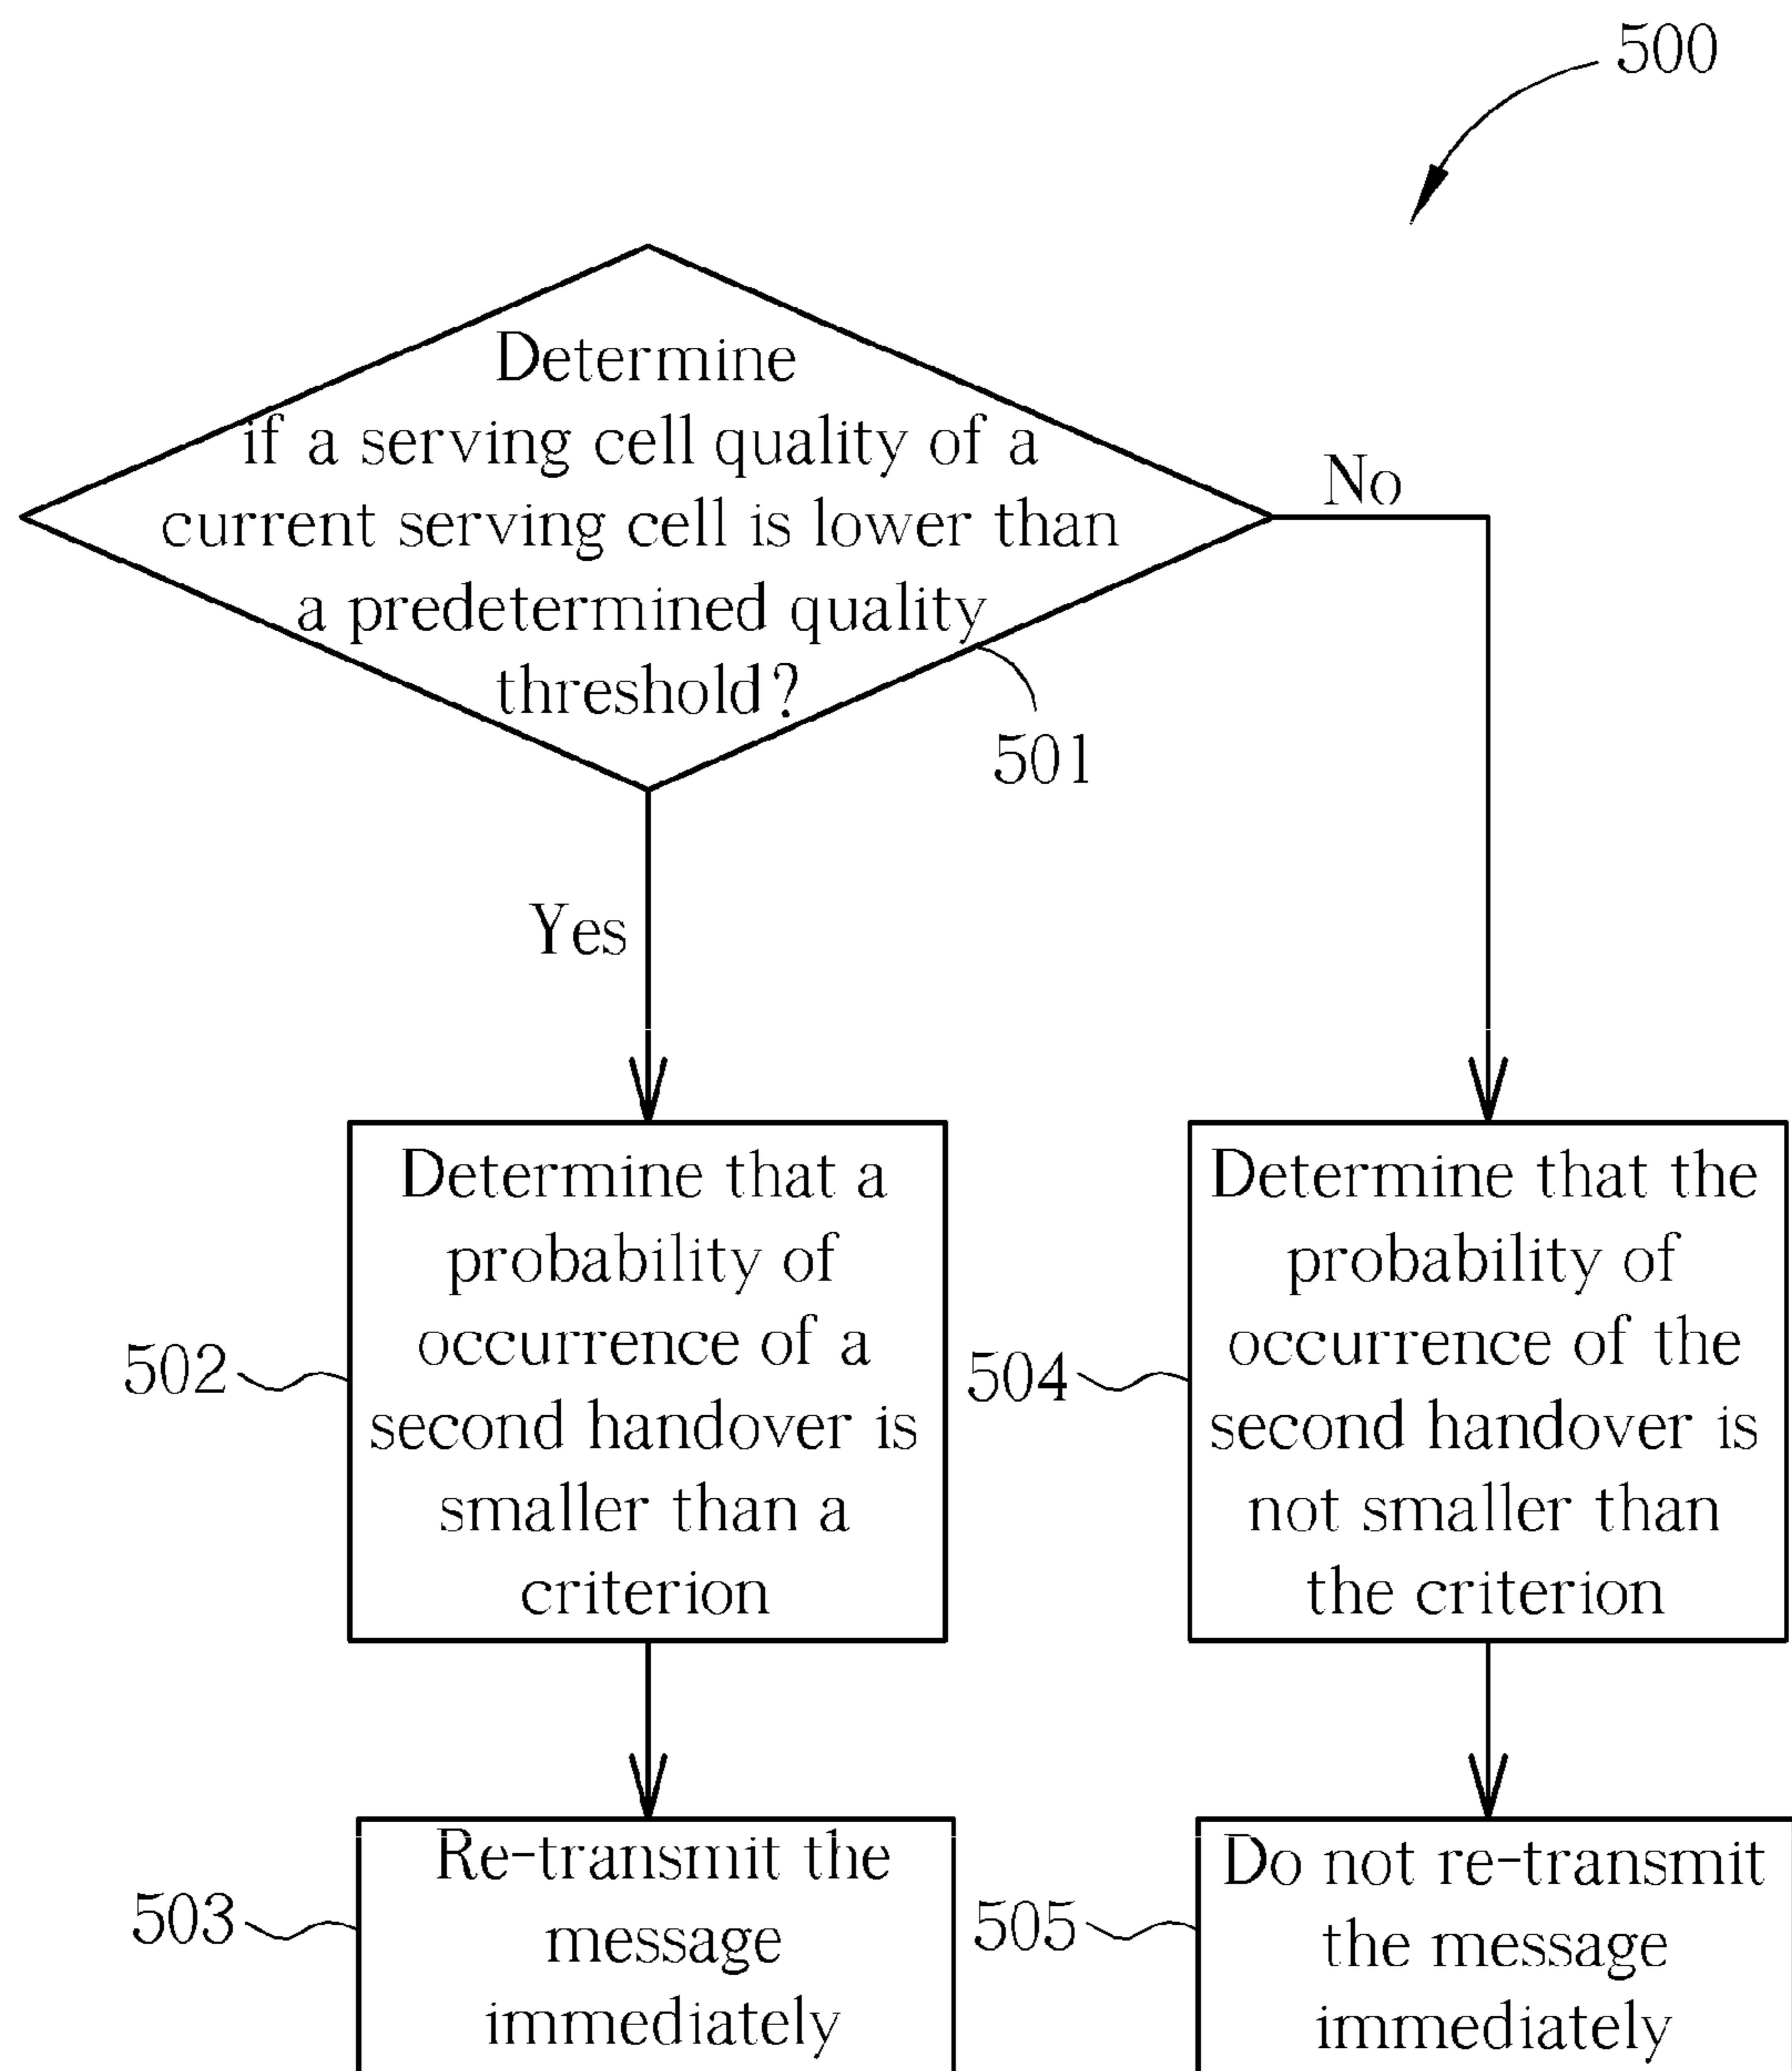 500
Determine
if a serving cell quality of a
current serving cell is lower than
a predetermined quality
threshold?
501
No
Yes
Determine that a
probability of
occurrence of a
second handover is
smaller than a
criterion
502
Determine that the
probability of
occurrence of the
second handover is
not smaller than
the criterion
504
Re-transmit the
message
immediately
503
Do not re-transmit
the message
immediately
505